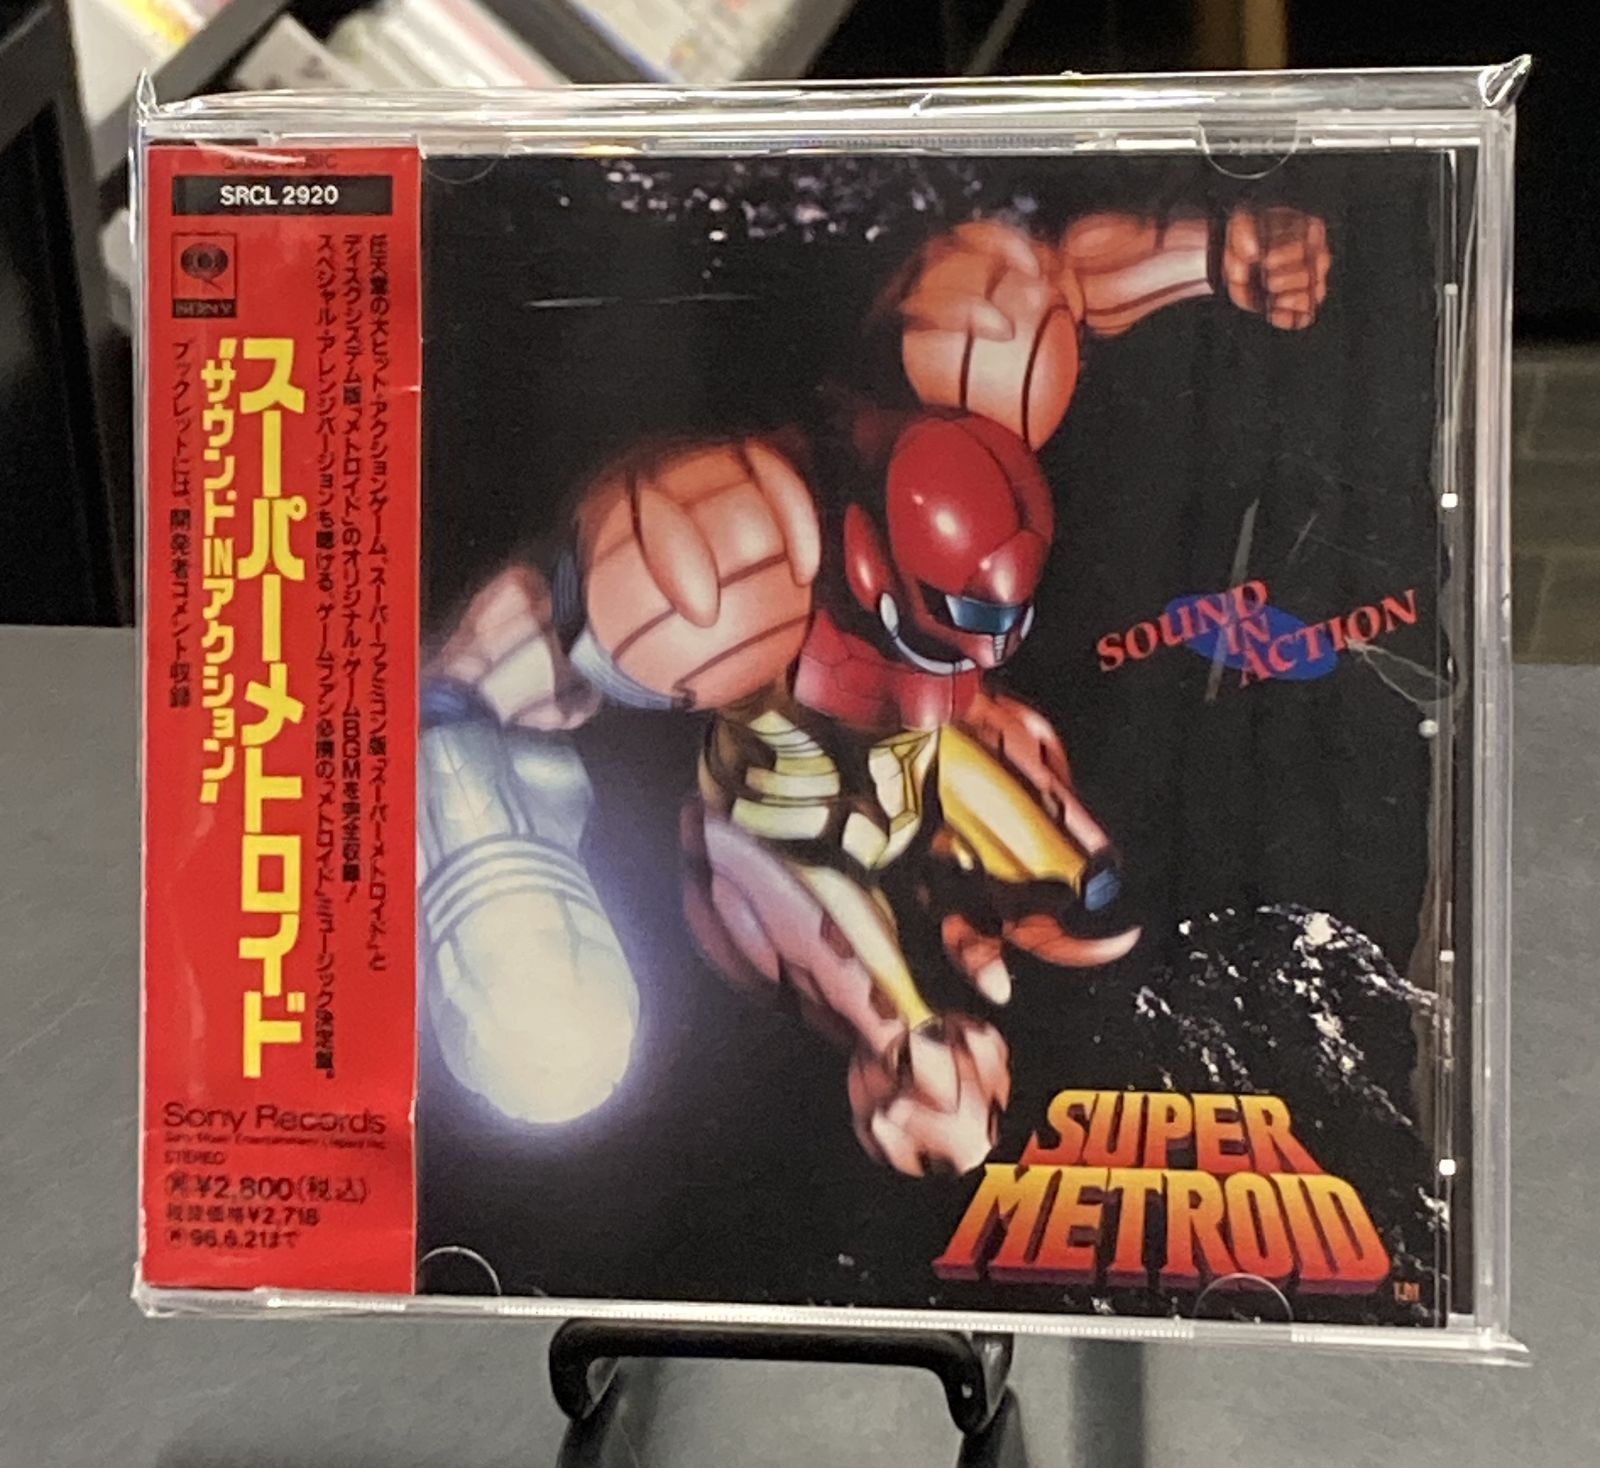 GAME MUSIC
SRCL 2920
SONY
任天堂の大ヒット・アクションゲーム、スーパーファミコン版「スーパーメトロイド」と
ディスクシステム版「メトロイド」のオリジナル・ゲームBGMを完全収録!
スペシャル・アレンジバージョンも聴ける、ゲームファン必携の「メトロイド」ミュージック決定盤。
スーパーメトロイド
"サウンドINアクション"
ブックレットには、開発者コメント収録
Sony Records
Sony Music Entertainment (Japan) Inc.
STEREO
¥2,800(税込)
税抜価格¥2,718
96.6.21まで
SOUND
IN
ACTION
SUPER
METROID
TM